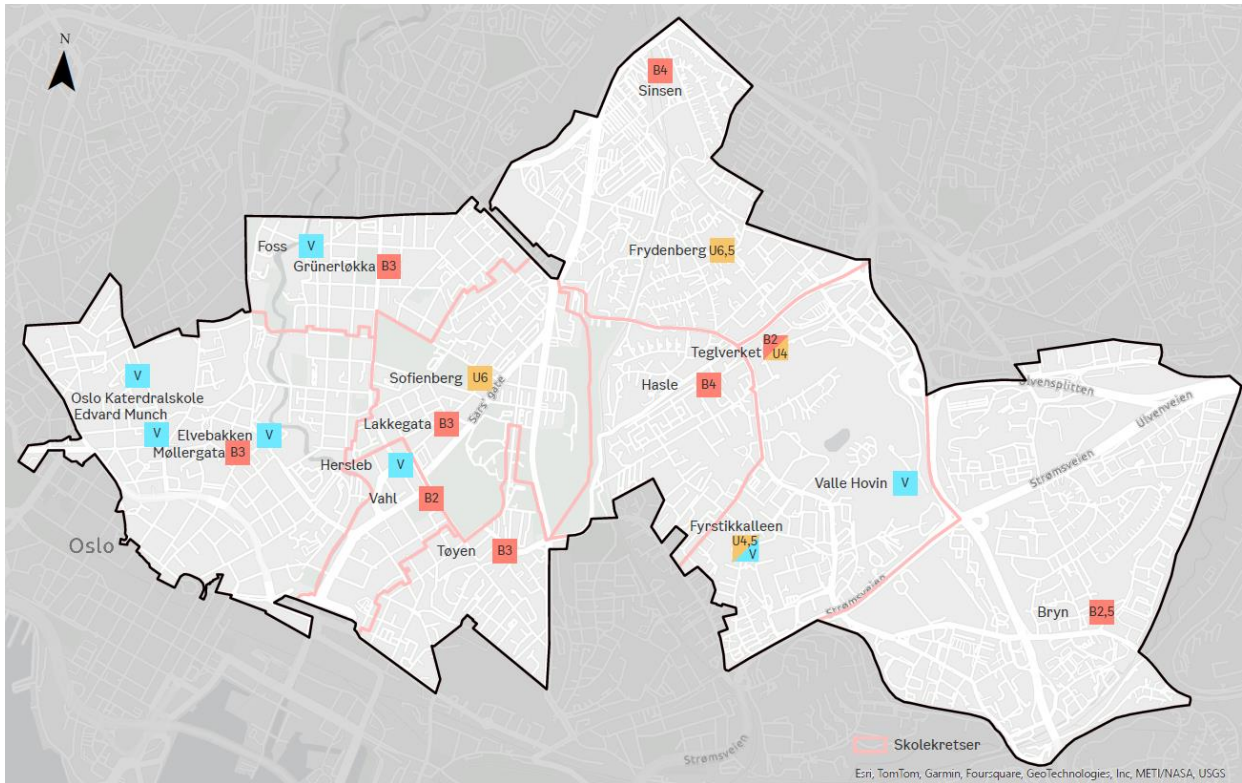 N
B4
Sinsen
Foss
V
Grünerløkka
B3
Frydenberg
U6,5
Teglverket
B2
U4
V
Oslo Katerdralskole
Edvard Munch
V
Elvebakken
V
Møllergata
B3
Sofienberg
U6
Sars' gate
Lakkegata
B3
Hersleb
V
Vahl
B2
Tøyen
B3
Hasle
B4
Ulvensplitten
Ulvenveien
Strømsveien
Valle Hovin
V
Fyrstikkalleen
U4,5
V
Strømsveien
Bryn
B2,5
Oslo
Strømsveien
Skolekretser
Esri, TomTom, Garmin, Foursquare, GeoTechnologies, Inc, METI/NASA, USGS